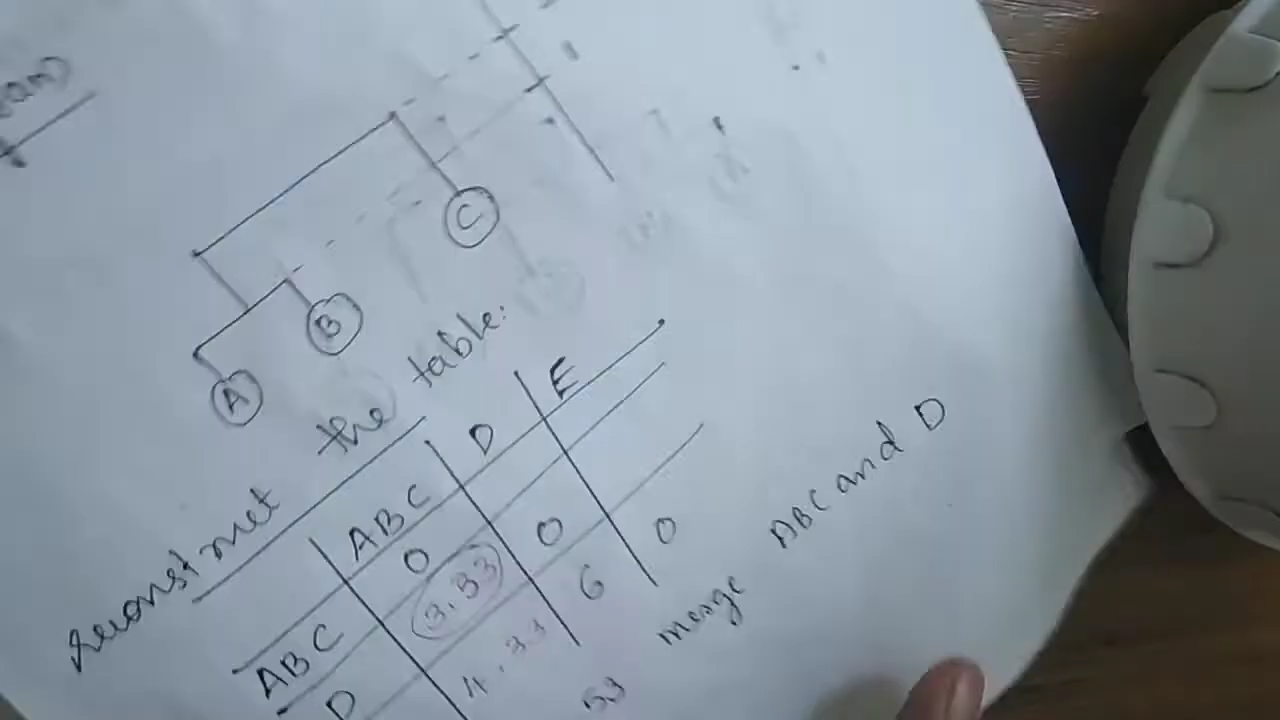 C
B
A
reconstruct the table:
ABC D E
ABC 0
D 3.33 0
4.33 6 0
merge ABC and D